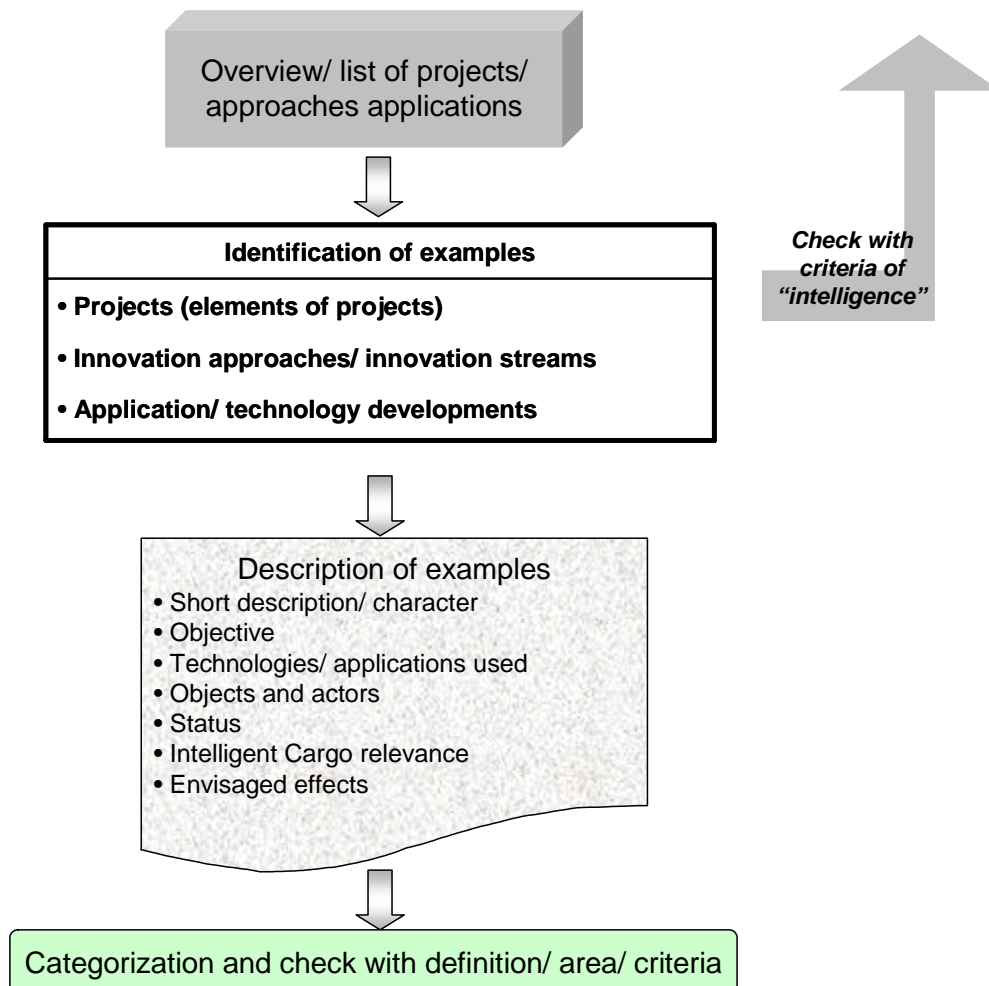 Overview/ list of projects/
approaches applications
Identification of examples
• Projects (elements of projects)
• Innovation approaches/ innovation streams
• Application/ technology developments
Check with
criteria of
“intelligence”
Description of examples
• Short description/ character
• Objective
• Technologies/ applications used
• Objects and actors
• Status
• Intelligent Cargo relevance
• Envisaged effects
Categorization and check with definition/ area/ criteria